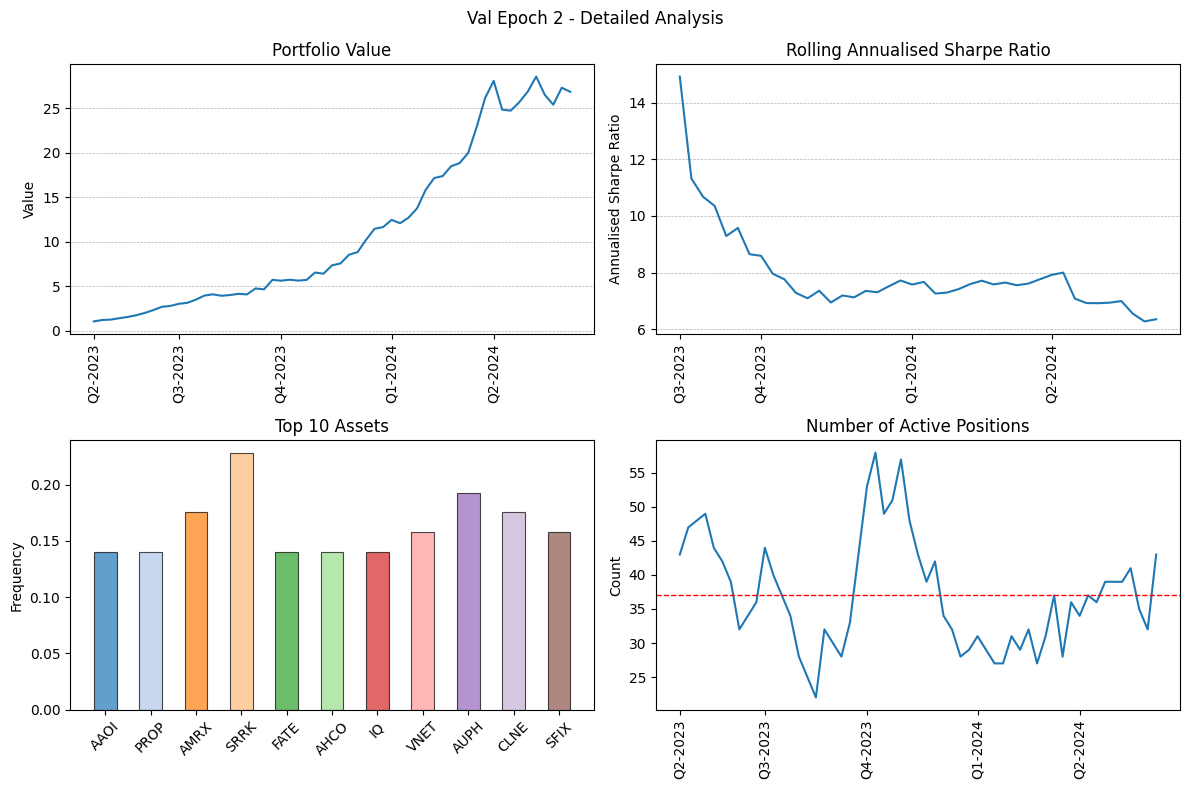 Val Epoch 2 - Detailed Analysis
Portfolio Value
Value
25
20
15
10
5
0
Q2-2023
Q3-2023
Q4-2023
Q1-2024
Q2-2024
Rolling Annualised Sharpe Ratio
Annualised Sharpe Ratio
14
12
10
8
6
Q3-2023
Q4-2023
Q1-2024
Q2-2024
Top 10 Assets
Frequency
0.20
0.15
0.10
0.05
0.00
AAOI
PROP
AMRX
SRRK
FATE
AHCO
IQ
VNET
AUPH
CLNE
SFIX
Number of Active Positions
Count
55
50
45
40
35
30
25
Q2-2023
Q3-2023
Q4-2023
Q1-2024
Q2-2024